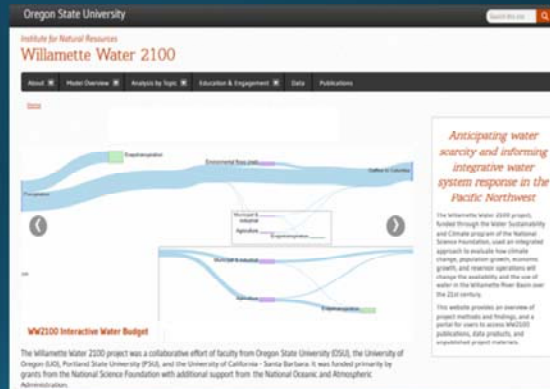 Oregon State University
Institute for Natural Resources
Willamette Water 2100
About
Model Overview
Analysis by Topic
Education & Engagement
Data
Publications
Home
Evapotranspiration
Environmental flows
Precipitation
Municipal &
Industrial
Agriculture
Evapotranspiration
Municipal & Industrial
Agriculture
Evapotranspiration
WW2100 Interactive Water Budget
The Willamette Water 2100 project was a collaborative effort of faculty from Oregon State University (OSU), the University of
Oregon (UO), Portland State University (PSU), and the University of California - Santa Barbara. It was funded primarily by
grants from the National Science Foundation with additional support from the National Oceanic and Atmospheric
Administration.
Anticipating water
scarcity and informing
integrative water
system response in the
Pacific Northwest
The Willamette Water 2100 project,
funded through the Water Sustainability
and Climate program of the National
Science Foundation, used an integrated
approach to evaluate how climate
change, population growth, economic
growth, and reservoir operations will
change the availability and the use of
water in the Willamette River Basin over
the 21st century.
This website provides an overview of
project methods and findings, and a
portal for users to access WW2100
publications, data products, and
unpublished project materials.